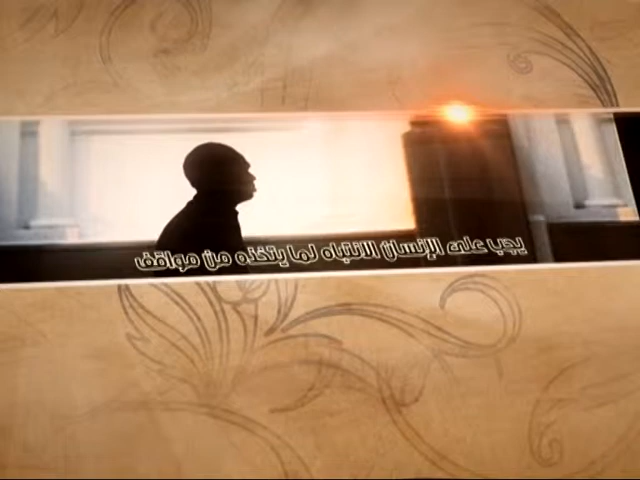 يجب على الإنسان الانتباه لما يتخذه من مواقف